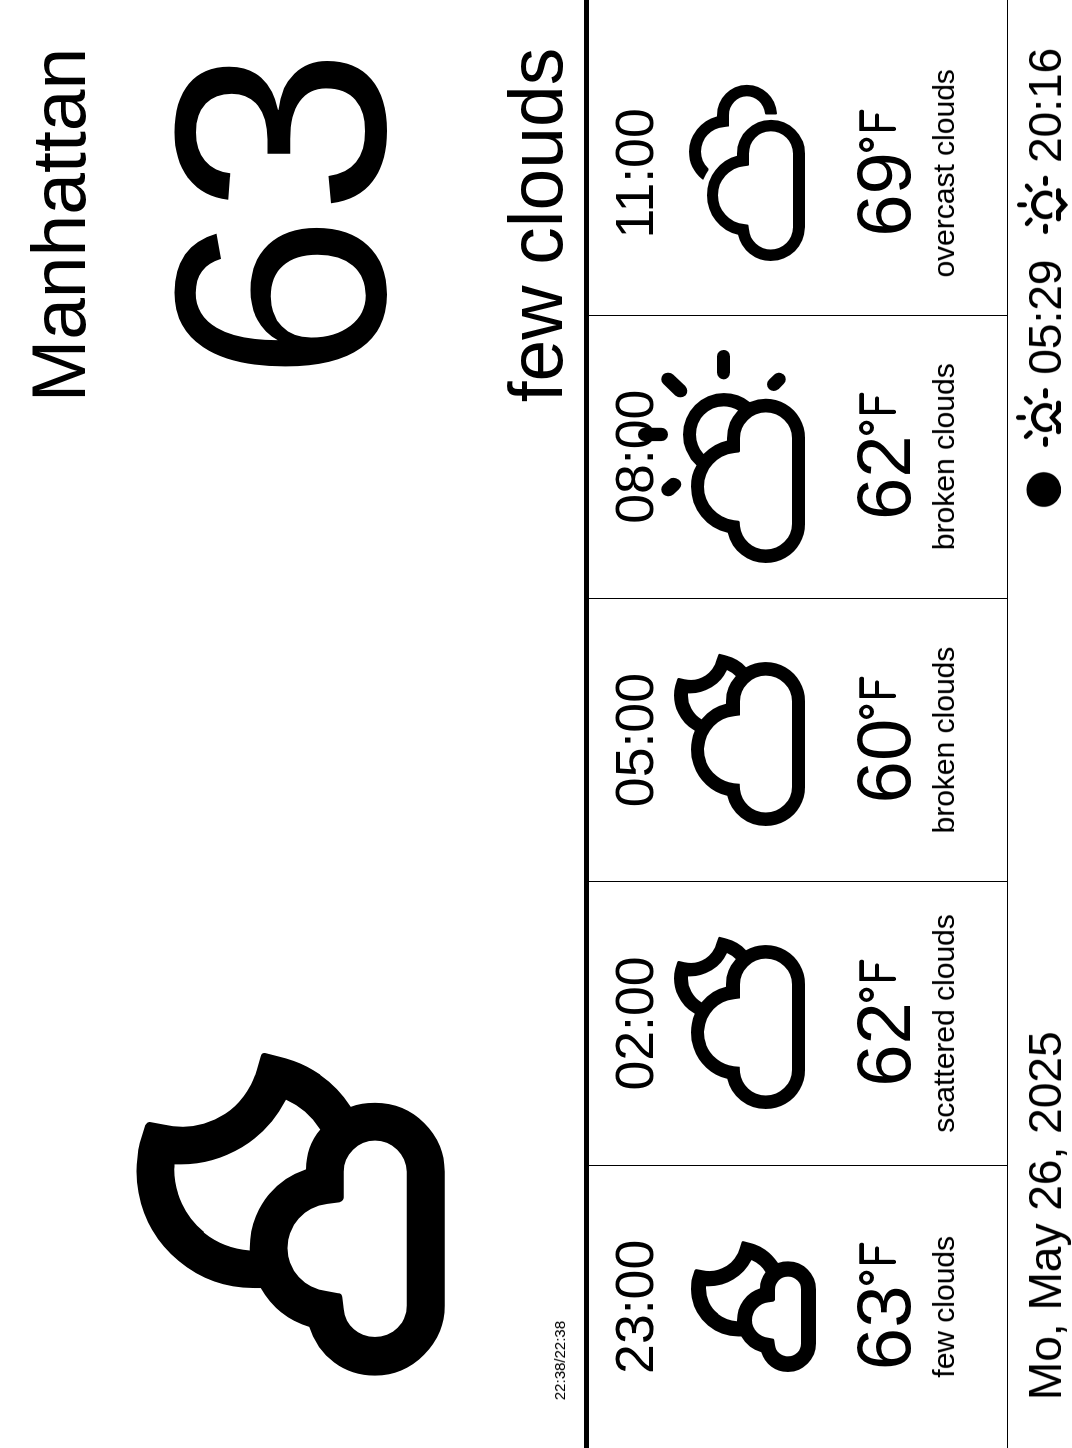 Manhattan
63
few clouds
22:38/22:38
23:00
63°F
few clouds
02:00
62°F
scattered clouds
05:00
60°F
broken clouds
08:00
62°F
broken clouds
11:00
69°F
overcast clouds
Mo, May 26, 2025
05:29 20:16